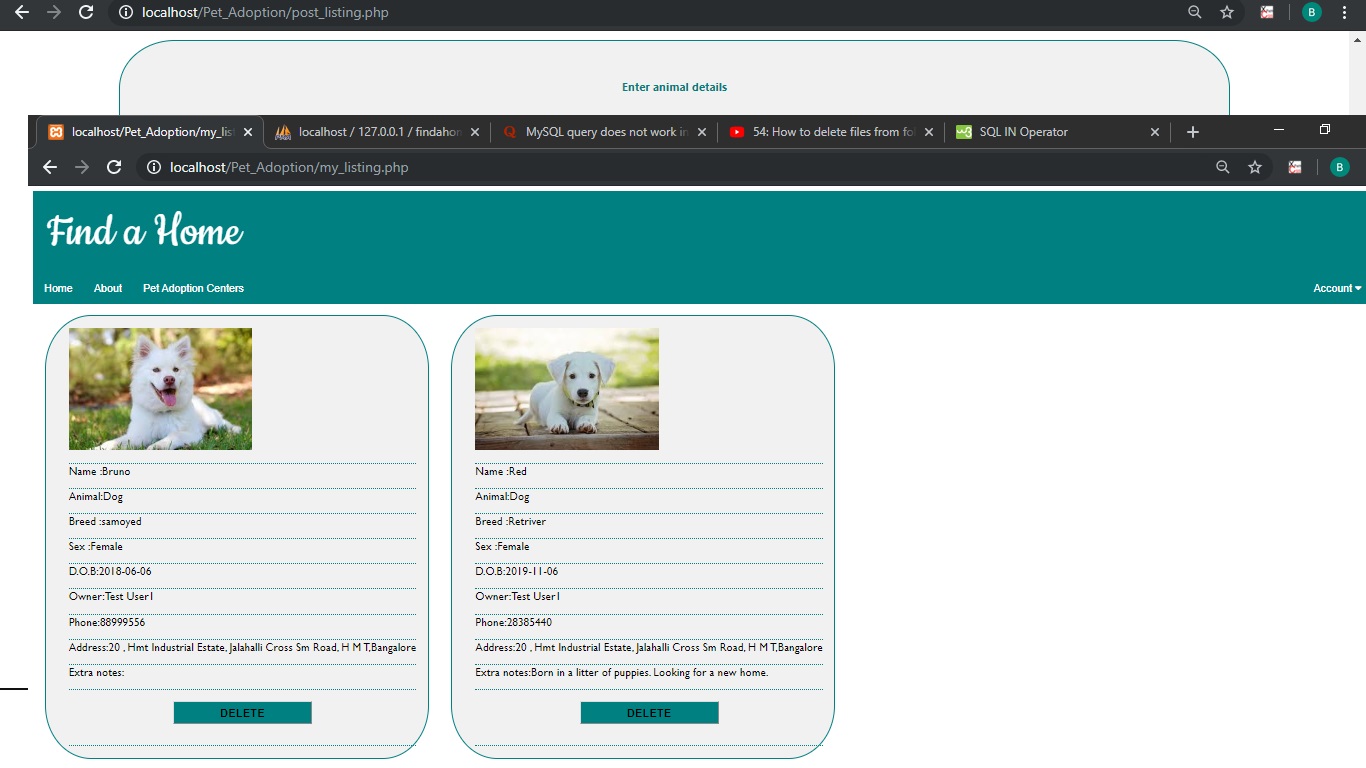 localhost/Pet_Adoption/post_listing.php
B
Enter animal details
localhost/Pet_Adoption/my_list
localhost / 127.0.0.1 / findahom
MySQL query does not work in
54: How to delete files from fol
SQL IN Operator
localhost/Pet_Adoption/my_listing.php
B
Find a Home
Home About Pet Adoption Centers Account
Name :Bruno
Animal:Dog
Breed :samoyed
Sex :Female
D.O.B:2018-06-06
Owner:Test User1
Phone:88999556
Address:20 , Hmt Industrial Estate, Jalahalli Cross Sm Road, H M T,Bangalore
Extra notes:
DELETE
Name :Red
Animal:Dog
Breed :Retriver
Sex :Female
D.O.B:2019-11-06
Owner:Test User1
Phone:28385440
Address:20 , Hmt Industrial Estate, Jalahalli Cross Sm Road, H M T,Bangalore
Extra notes:Born in a litter of puppies. Looking for a new home.
DELETE